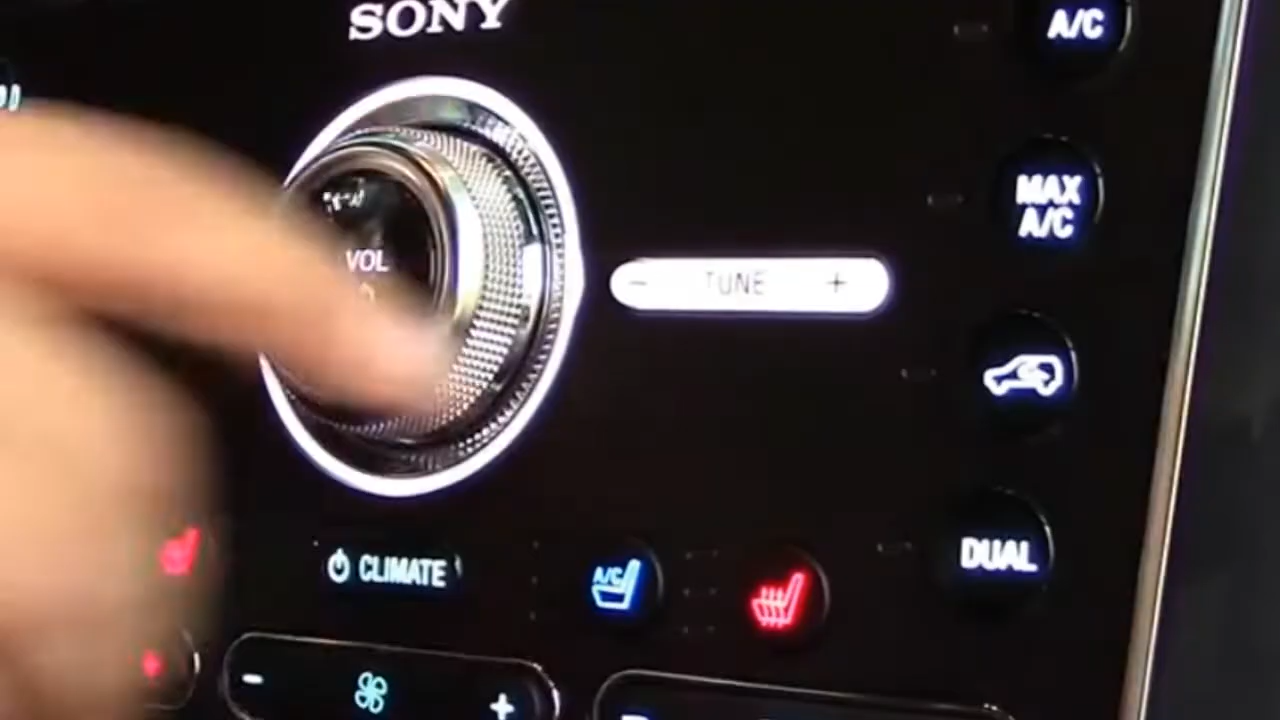 SONY
A/C
MAX
A/C
VOL
- TUNE +
DUAL
CLIMATE
A/C
- +